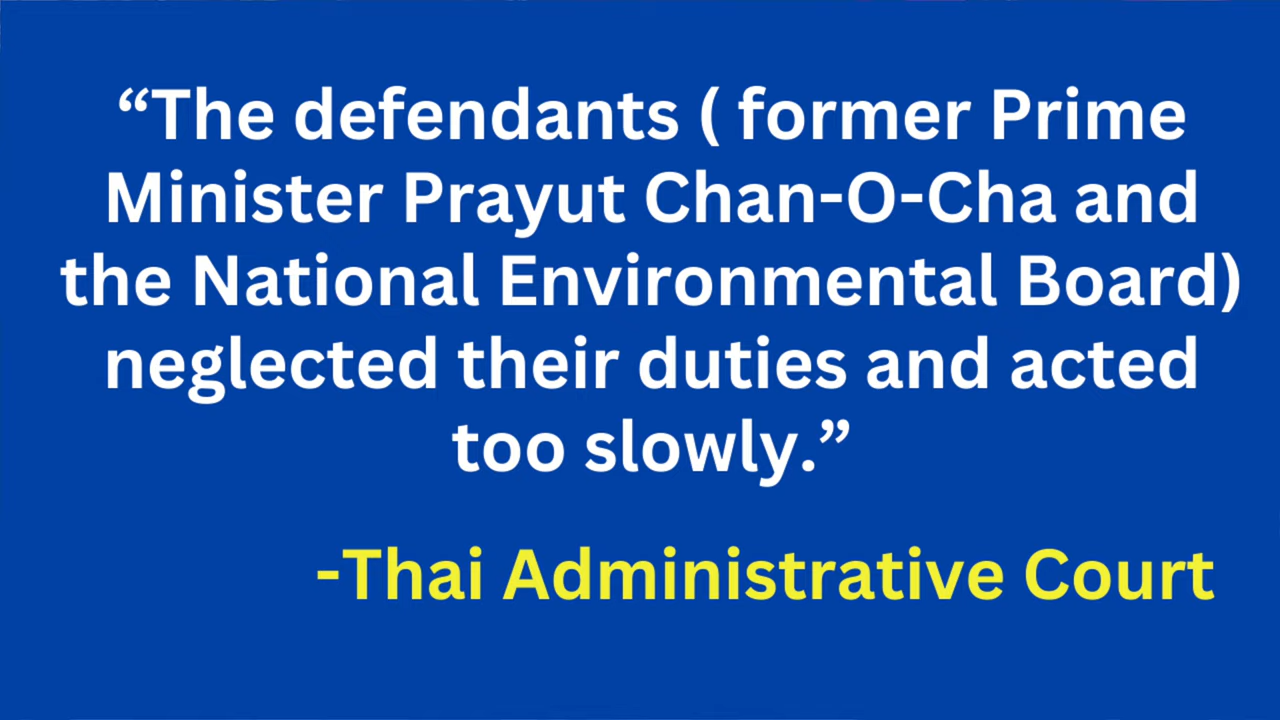 “The defendants ( former Prime
Minister Prayut Chan-O-Cha and
the National Environmental Board)
neglected their duties and acted
too slowly.”
-Thai Administrative Court